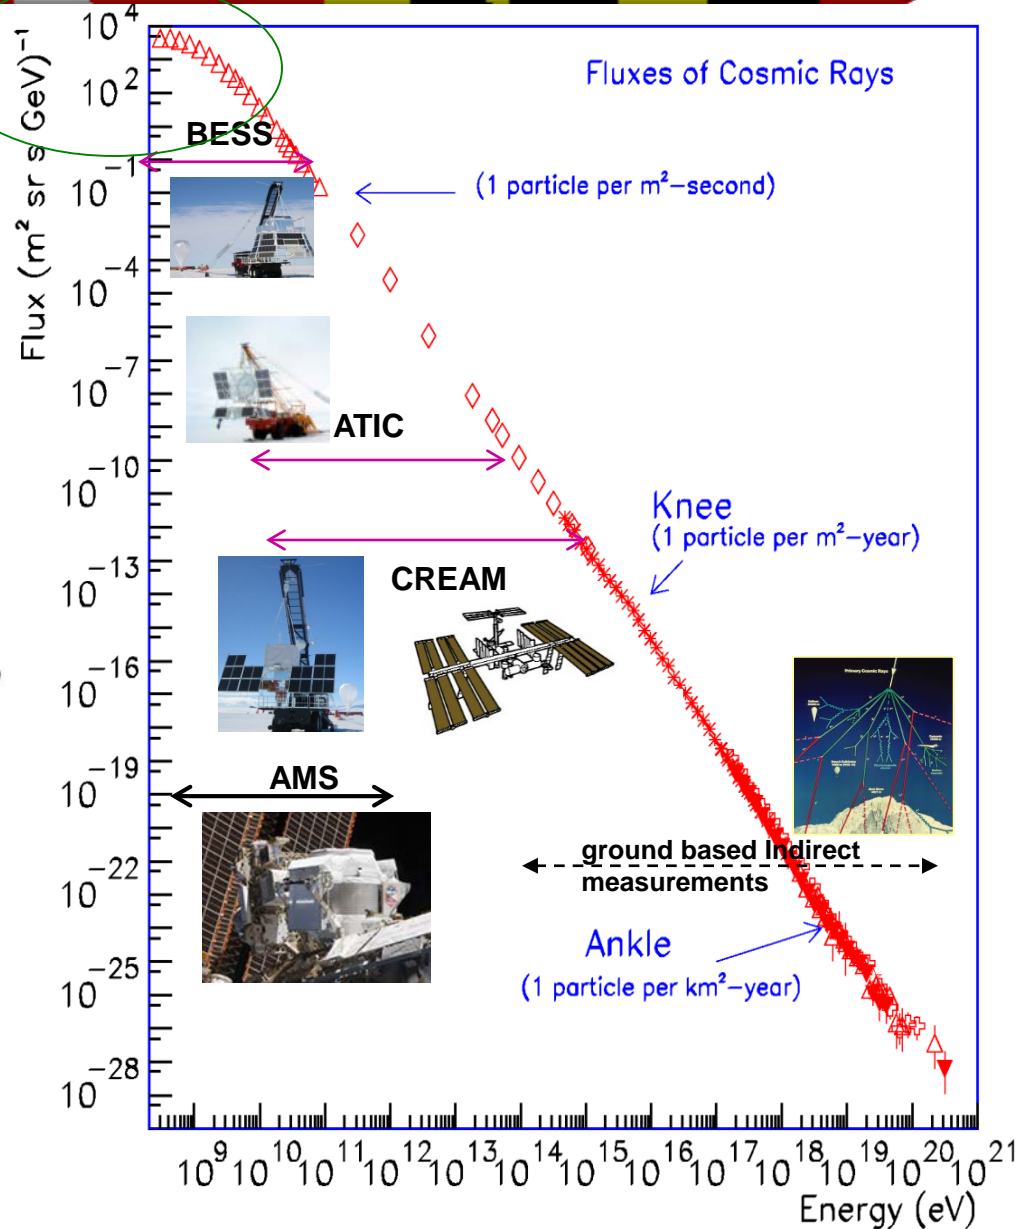 Fluxes of Cosmic Rays
Flux (m² sr s GeV)⁻¹
10⁴
10²
10⁻¹
10⁻⁴
10⁻⁷
10⁻¹⁰
10⁻¹³
10⁻¹⁶
10⁻¹⁹
10⁻²²
10⁻²⁵
10⁻²⁸
BESS
(1 particle per m²−second)
ATIC
Knee
(1 particle per m²−year)
CREAM
Primary Cosmic Rays
AMS
ground based Indirect
measurements
Ankle
(1 particle per km²−year)
10⁹ 10¹⁰ 10¹¹ 10¹² 10¹³ 10¹⁴ 10¹⁵ 10¹⁶ 10¹⁷ 10¹⁸ 10¹⁹ 10²⁰ 10²¹
Energy (eV)